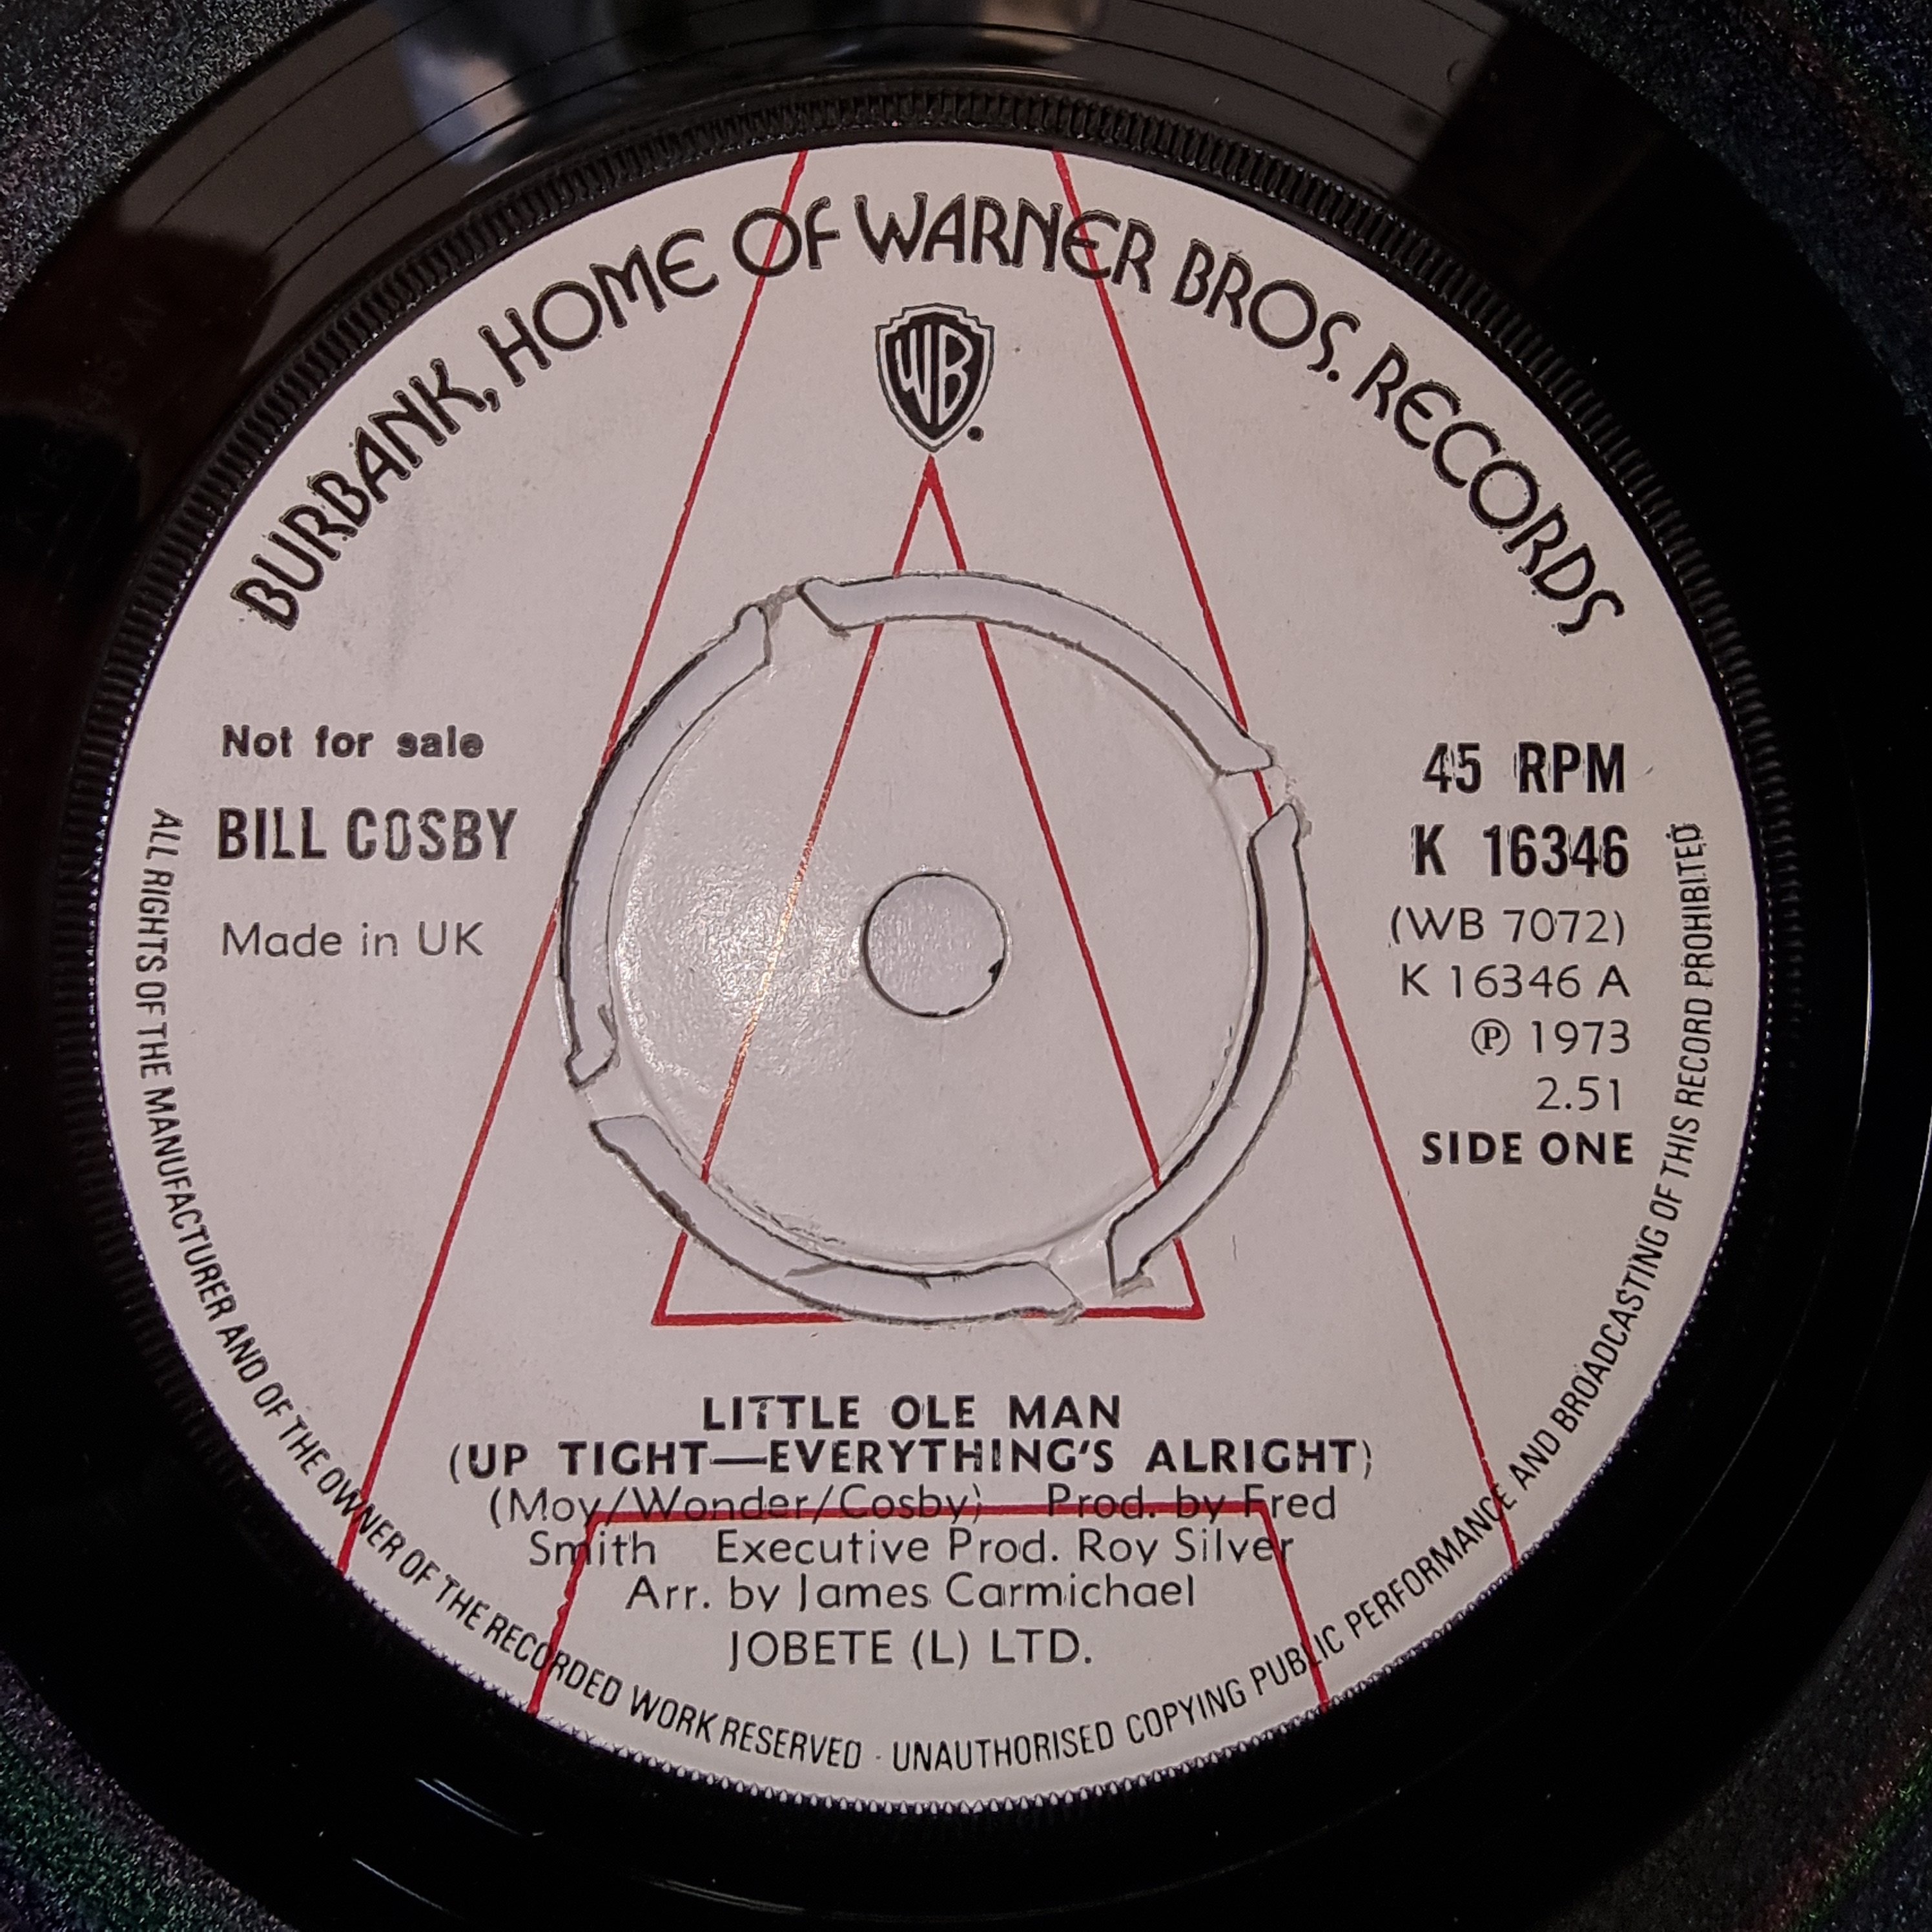 BURBANK, HOME OF WARNER BROS. RECORDS
WB
Not for sale
BILL COSBY
Made in UK
45 RPM
K 16346
(WB 7072)
K 16346 A
Ⓟ 1973
2.51
SIDE ONE
LITTLE OLE MAN
(UP TIGHT—EVERYTHING'S ALRIGHT)
(Moy/Wonder/Cosby) Prod. by Fred
Smith Executive Prod. Roy Silver
Arr. by James Carmichael
JOBETE (L) LTD.
ALL RIGHTS OF THE MANUFACTURER AND OF THE OWNER OF THE RECORDED WORK RESERVED · UNAUTHORISED COPYING PUBLIC PERFORMANCE AND BROADCASTING OF THIS RECORD PROHIBITED